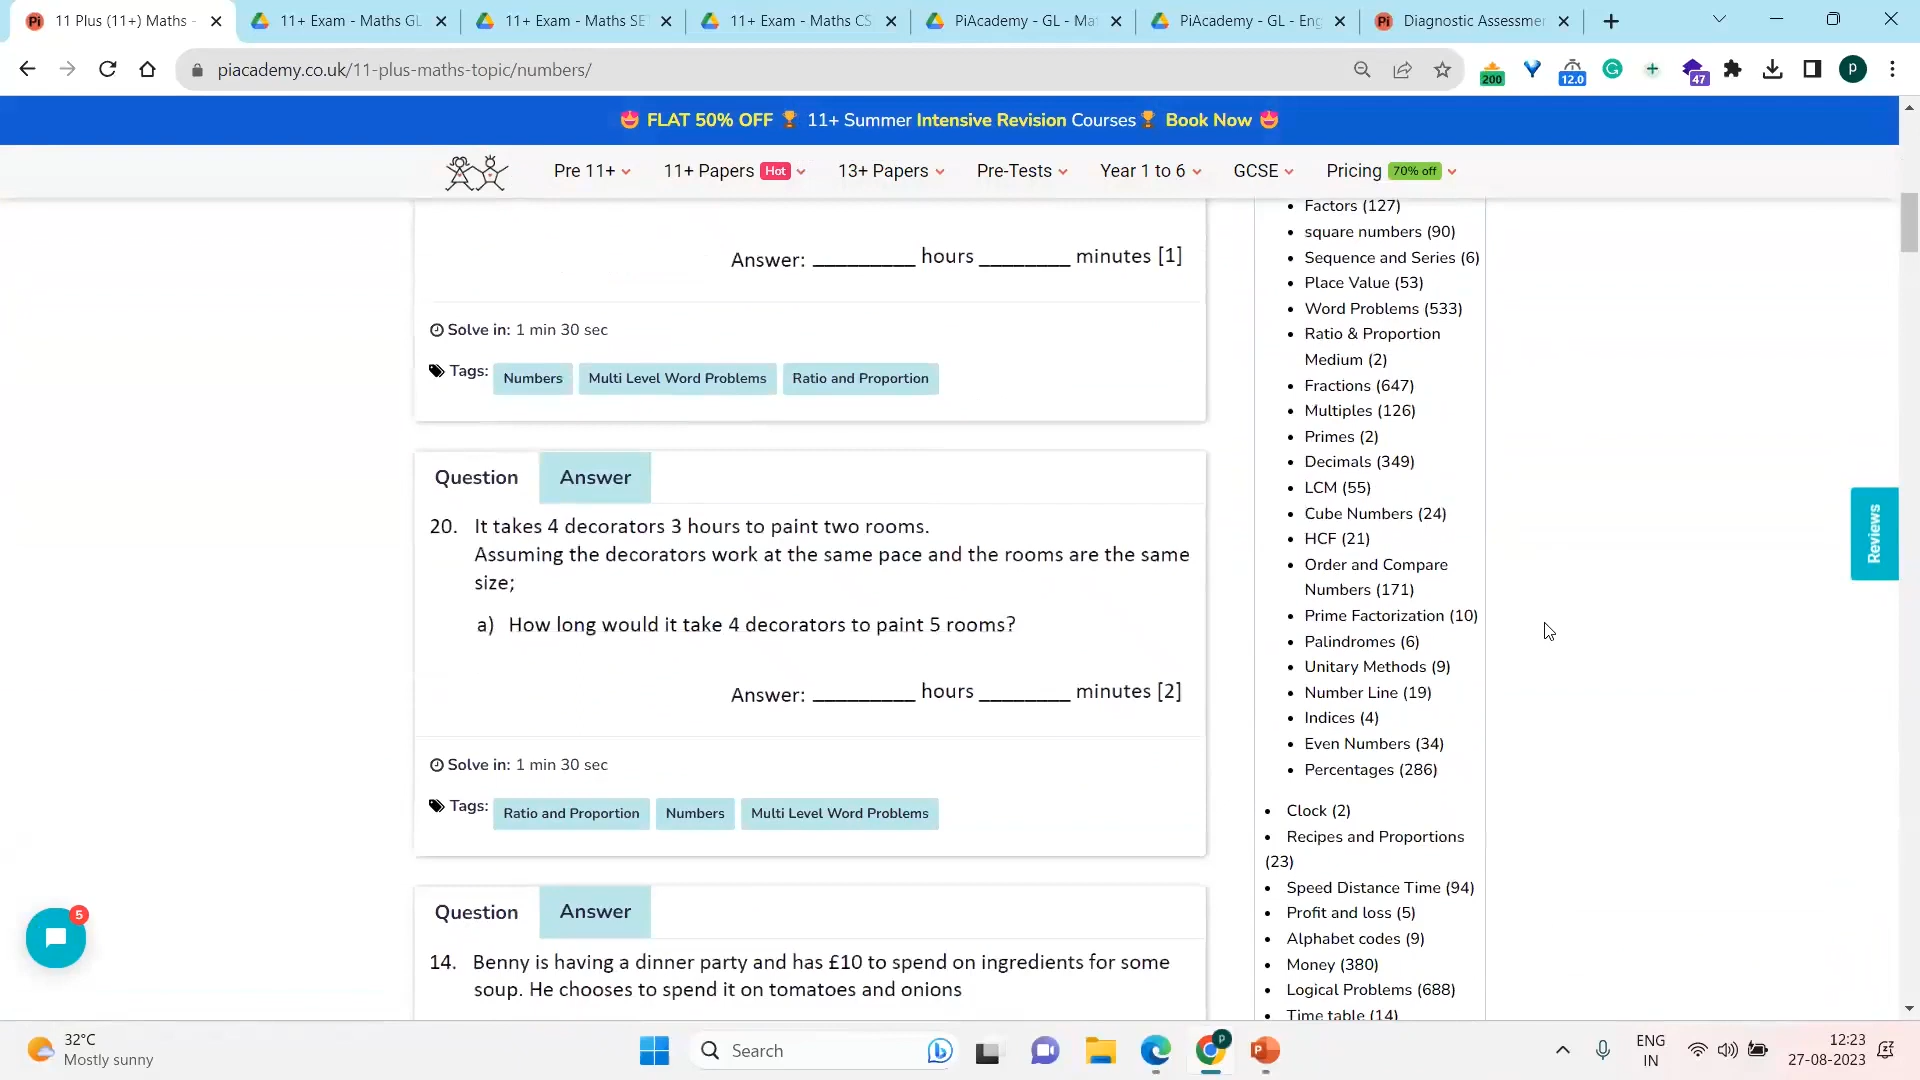 11 Plus (11+) Maths -
11+ Exam - Maths GL
11+ Exam - Maths SE
11+ Exam - Maths CS
PiAcademy - GL - Ma
PiAcademy - GL - Eng
Diagnostic Assessme
piacademy.co.uk/11-plus-maths-topic/numbers/
200
12.0
47
P
FLAT 50% OFF 11+ Summer Intensive Revision Courses Book Now
Pre 11+
11+ Papers Hot
13+ Papers
Pre-Tests
Year 1 to 6
GCSE
Pricing 70% off
Answer: _________ hours ________ minutes [1]
Solve in: 1 min 30 sec
Tags: Numbers Multi Level Word Problems Ratio and Proportion
Question Answer
20. It takes 4 decorators 3 hours to paint two rooms.
Assuming the decorators work at the same pace and the rooms are the same
size;
a) How long would it take 4 decorators to paint 5 rooms?
Answer: _________ hours ________ minutes [2]
Solve in: 1 min 30 sec
Tags: Ratio and Proportion Numbers Multi Level Word Problems
Question Answer
14. Benny is having a dinner party and has £10 to spend on ingredients for some
soup. He chooses to spend it on tomatoes and onions
Factors (127)
square numbers (90)
Sequence and Series (6)
Place Value (53)
Word Problems (533)
Ratio & Proportion
Medium (2)
Fractions (647)
Multiples (126)
Primes (2)
Decimals (349)
LCM (55)
Cube Numbers (24)
HCF (21)
Order and Compare
Numbers (171)
Prime Factorization (10)
Palindromes (6)
Unitary Methods (9)
Number Line (19)
Indices (4)
Even Numbers (34)
Percentages (286)
Clock (2)
Recipes and Proportions
(23)
Speed Distance Time (94)
Profit and loss (5)
Alphabet codes (9)
Money (380)
Logical Problems (688)
Time table (14)
Reviews
5
32°C
Mostly sunny
Search
ENG
IN
12:23
27-08-2023